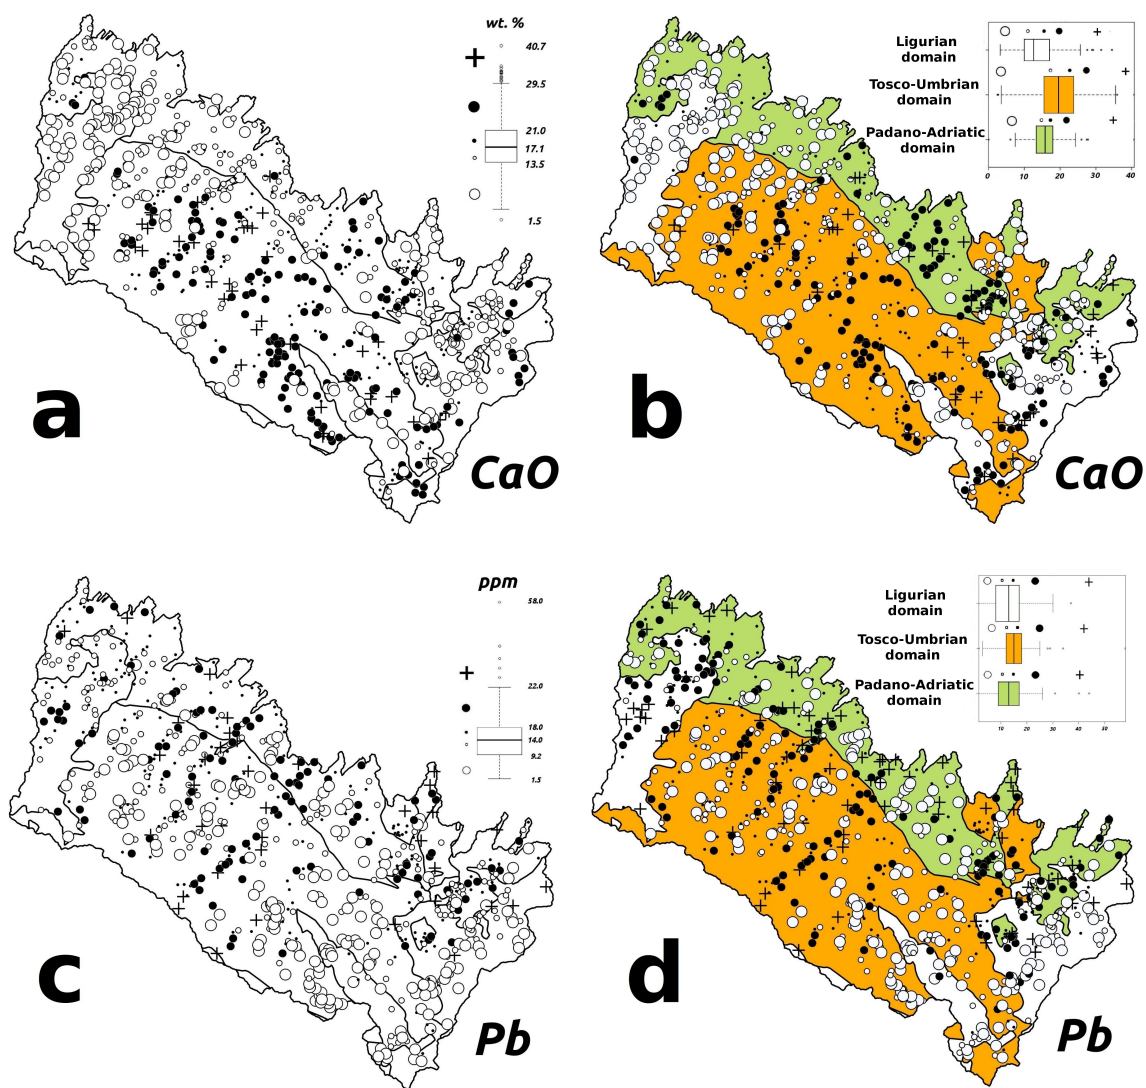 wt. %
40.7
29.5
21.0
17.1
13.5
1.5
a
CaO
Ligurian
domain
Tosco-Umbrian
domain
Padano-Adriatic
domain
0 10 20 30 40
b
CaO
ppm
58.0
22.0
18.0
14.0
9.2
1.5
c
Pb
Ligurian
domain
Tosco-Umbrian
domain
Padano-Adriatic
domain
10 20 30 40 50
d
Pb